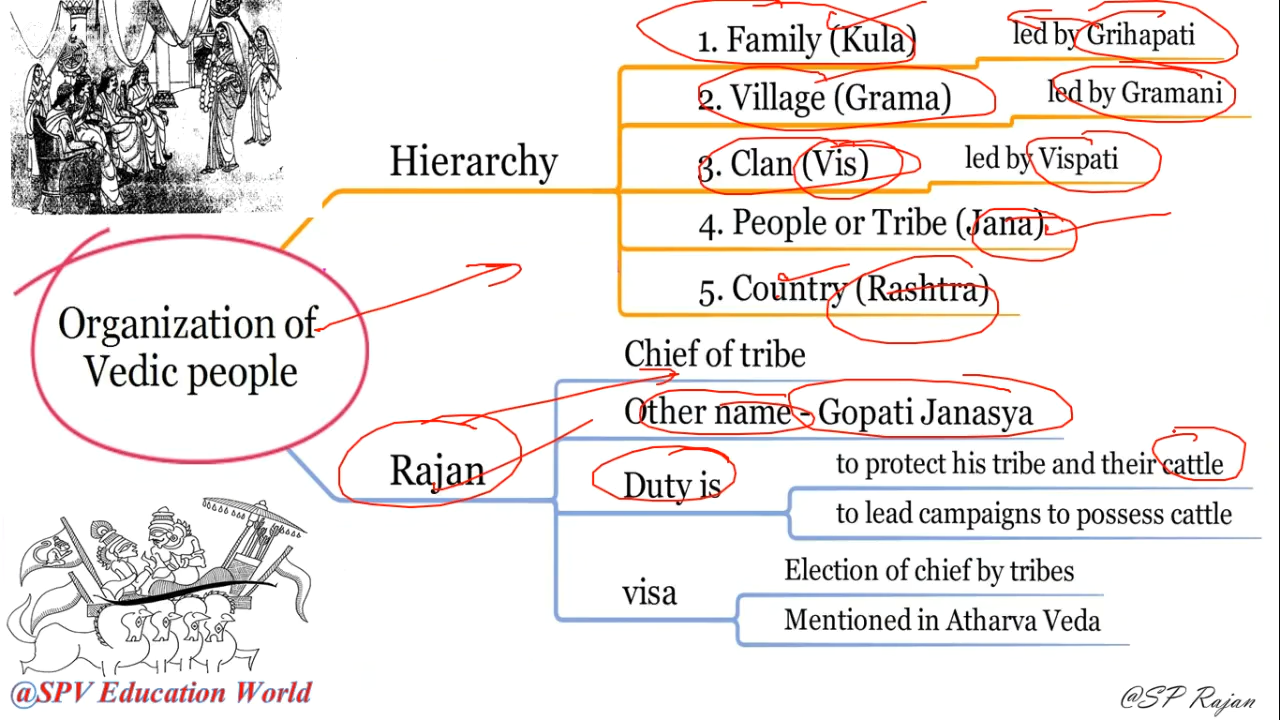 1. Family (Kula)
led by Grihapati
2. Village (Grama)
led by Gramani
3. Clan (Vis)
led by Vispati
Hierarchy
4. People or Tribe (Jana)
5. Country (Rashtra)
Organization of
Vedic people
Chief of tribe
Other name - Gopati Janasya
Rajan
Duty is
to protect his tribe and their cattle
to lead campaigns to possess cattle
visa
Election of chief by tribes
Mentioned in Atharva Veda
@SPV Education World
@SP Rajan